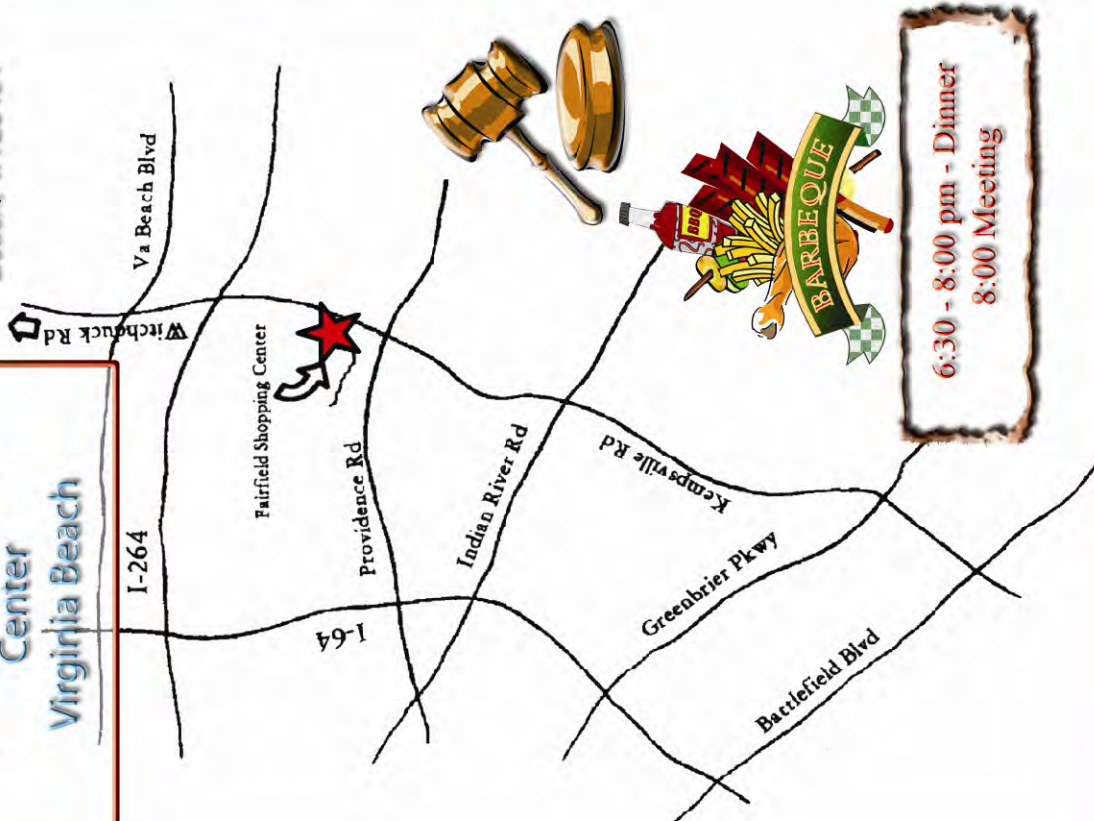 Center
Virginia Beach
Va Beach Blvd
Witchduck Rd
I-264
Fairfield Shopping Center
Providence Rd
Indian River Rd
I-64
Kempsville Rd
Greenbrier Pkwy
Battlefield Blvd
BBQ
BARBEQUE
6:30 - 8:00 pm - Dinner
8:00 Meeting